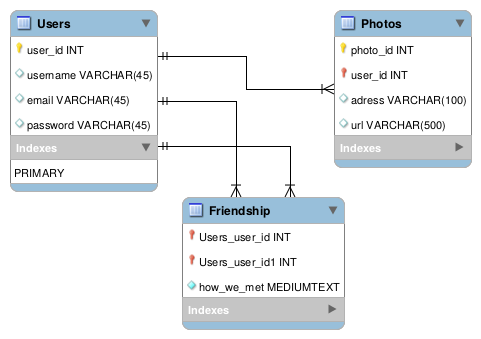 Users
user_id INT
username VARCHAR(45)
email VARCHAR(45)
password VARCHAR(45)
Indexes
PRIMARY
Photos
photo_id INT
user_id INT
adress VARCHAR(100)
url VARCHAR(500)
Indexes
Friendship
Users_user_id INT
Users_user_id1 INT
how_we_met MEDIUMTEXT
Indexes